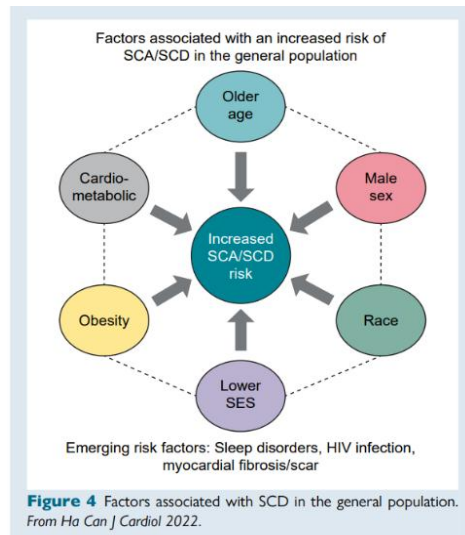 Factors associated with an increased risk of
SCA/SCD in the general population
Older
age
Cardio-
metabolic
Male
sex
Increased
SCA/SCD
risk
Obesity
Race
Lower
SES
Emerging risk factors: Sleep disorders, HIV infection,
myocardial fibrosis/scar
Figure 4 Factors associated with SCD in the general population.
From Ha Can J Cardiol 2022.